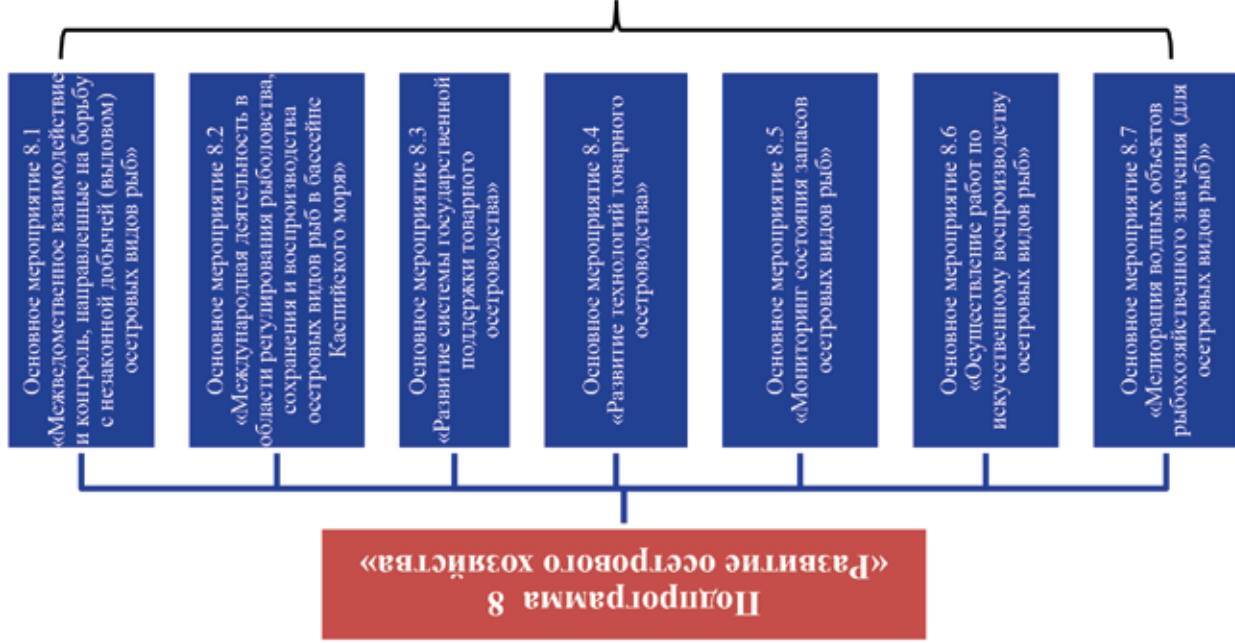 Подпрограмма 8
«Развитие осетрового хозяйства»
Основное мероприятие 8.1
«Межведомственное взаимодействие
и контроль, направленные на борьбу
с незаконной добычей (выловом)
осетровых видов рыб»
Основное мероприятие 8.2
«Международная деятельность в
области регулирования рыболовства,
сохранения и воспроизводства
осетровых видов рыб в бассейне
Каспийского моря»
Основное мероприятие 8.3
«Развитие системы государственной
поддержки товарного
осетроводства»
Основное мероприятие 8.4
«Развитие технологий товарного
осетроводства»
Основное мероприятие 8.5
«Мониторинг состояния запасов
осетровых видов рыб»
Основное мероприятие 8.6
«Осуществление работ по
искусственному воспроизводству
осетровых видов рыб»
Основное мероприятие 8.7
«Мелиорация водных объектов
рыбохозяйственного значения (для
осетровых видов рыб)»